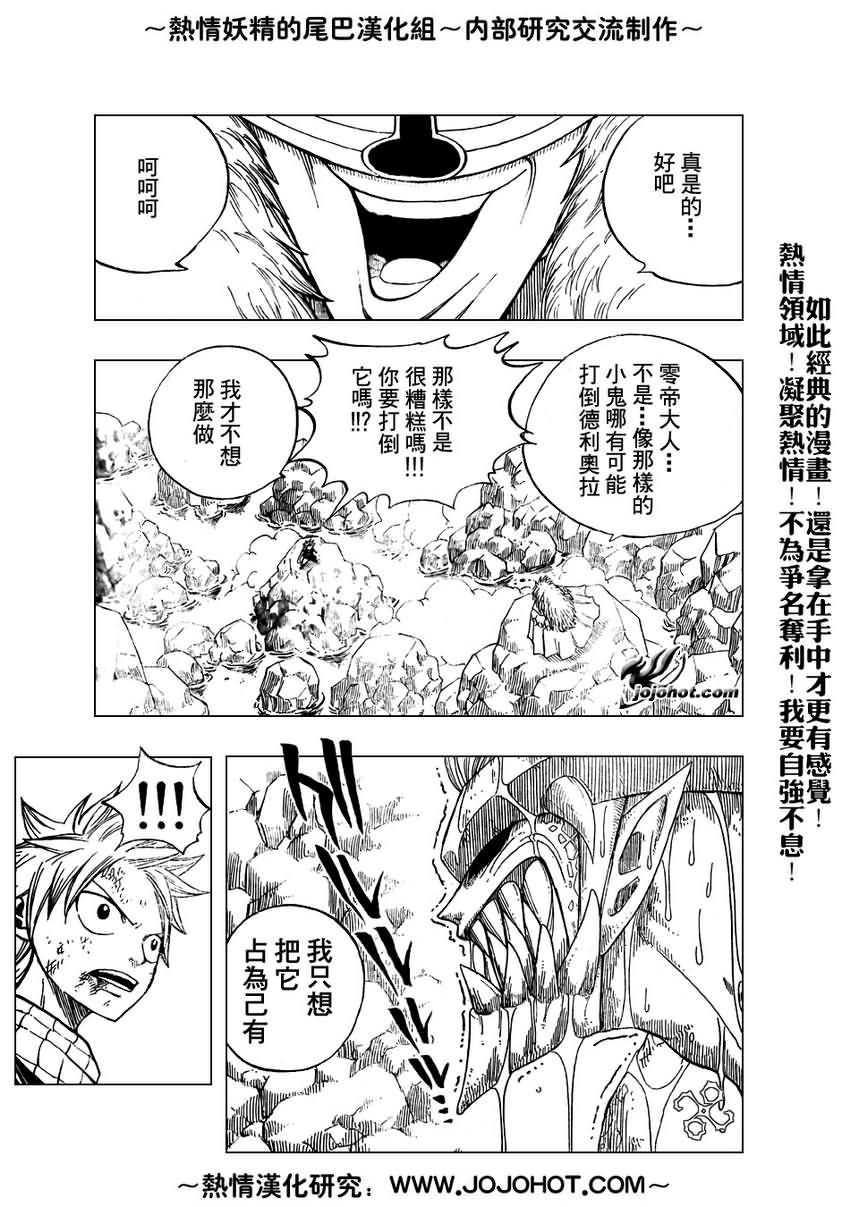 ～熱情妖精的尾巴漢化組～内部研究交流制作～
真是的…
好吧
呵呵呵
零帝大人…
不是…像那樣的
小鬼哪有可能
打倒德利奧拉
那樣不是
很糟糕嗎!!!
你要打倒
它嗎!!?
我才不想
那麼做
jojohot.com
我只想
把它
占為己有
!!!
如此經典的漫畫！還是拿在手中才更有感覺！
熱情領域！凝聚熱情！不為爭名奪利！我要自強不息！
～熱情漢化研究：WWW.JOJOHOT.COM～